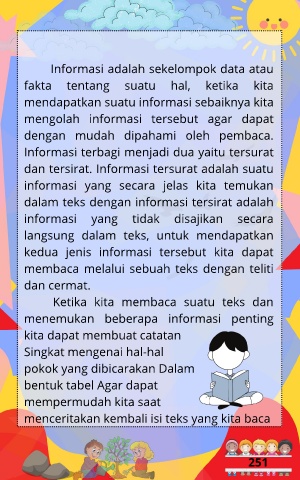 Informasi adalah sekelompok data atau
fakta tentang suatu hal, ketika kita
mendapatkan suatu informasi sebaiknya kita
mengolah informasi tersebut agar dapat
dengan mudah dipahami oleh pembaca.
Informasi terbagi menjadi dua yaitu tersurat
dan tersirat. Informasi tersurat adalah suatu
informasi yang secara jelas kita temukan
dalam teks dengan informasi tersirat adalah
informasi yang tidak disajikan secara
langsung dalam teks, untuk mendapatkan
kedua jenis informasi tersebut kita dapat
membaca melalui sebuah teks dengan teliti
dan cermat.
Ketika kita membaca suatu teks dan
menemukan beberapa informasi penting
kita dapat membuat catatan
Singkat mengenai hal-hal
pokok yang dibicarakan Dalam
bentuk tabel Agar dapat
mempermudah kita saat
menceritakan kembali isi teks yang kita baca
251